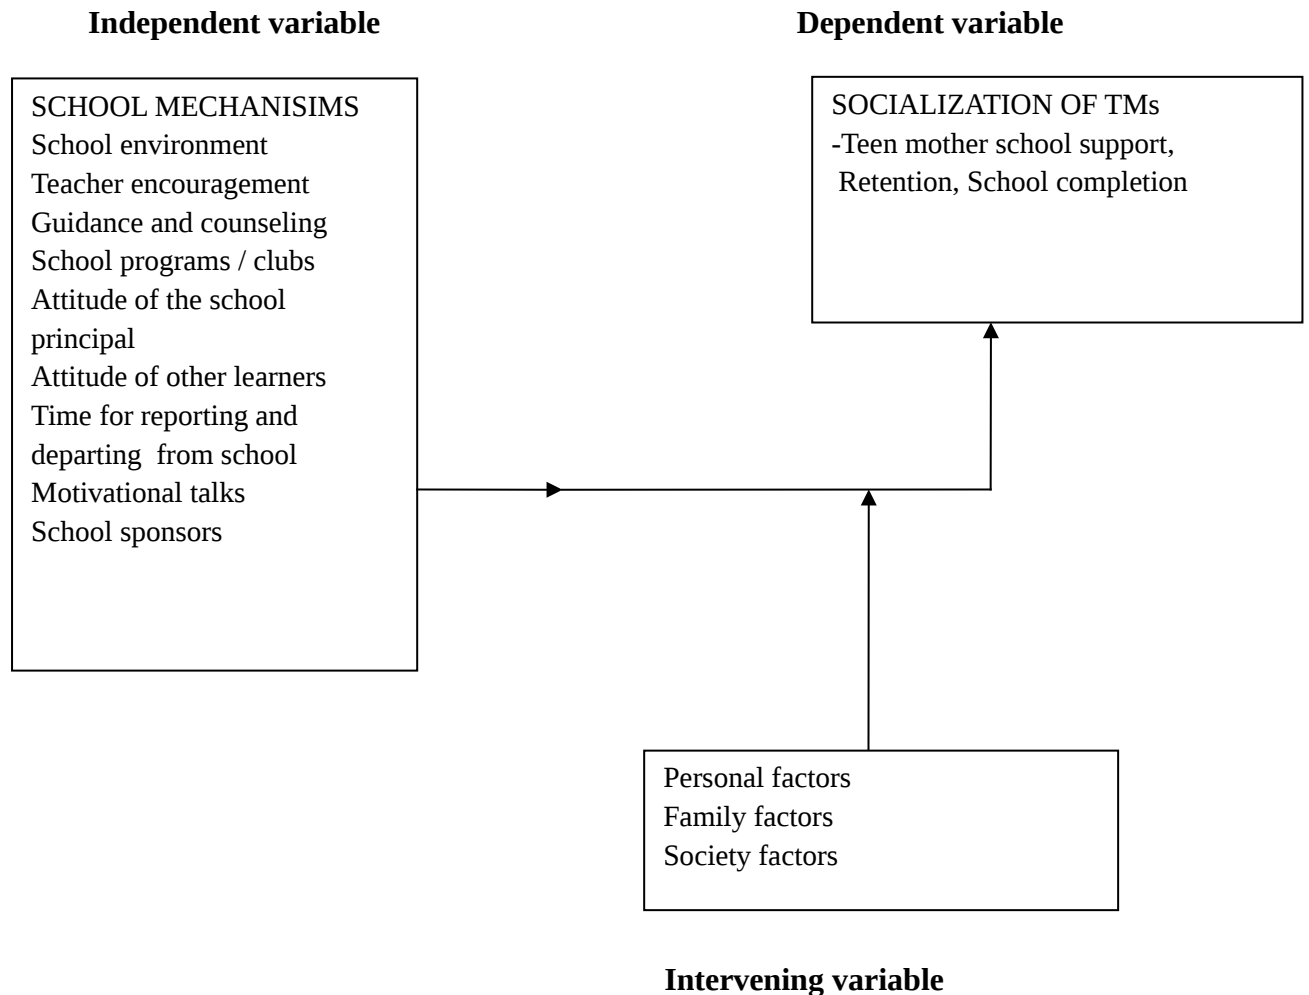 Independent variable
Dependent variable
SCHOOL MECHANISIMS
School environment
Teacher encouragement
Guidance and counseling
School programs / clubs
Attitude of the school
principal
Attitude of other learners
Time for reporting and
departing  from school
Motivational talks
School sponsors
SOCIALIZATION OF TMs
-Teen mother school support,
Retention, School completion
Personal factors
Family factors
Society factors
Intervening variable